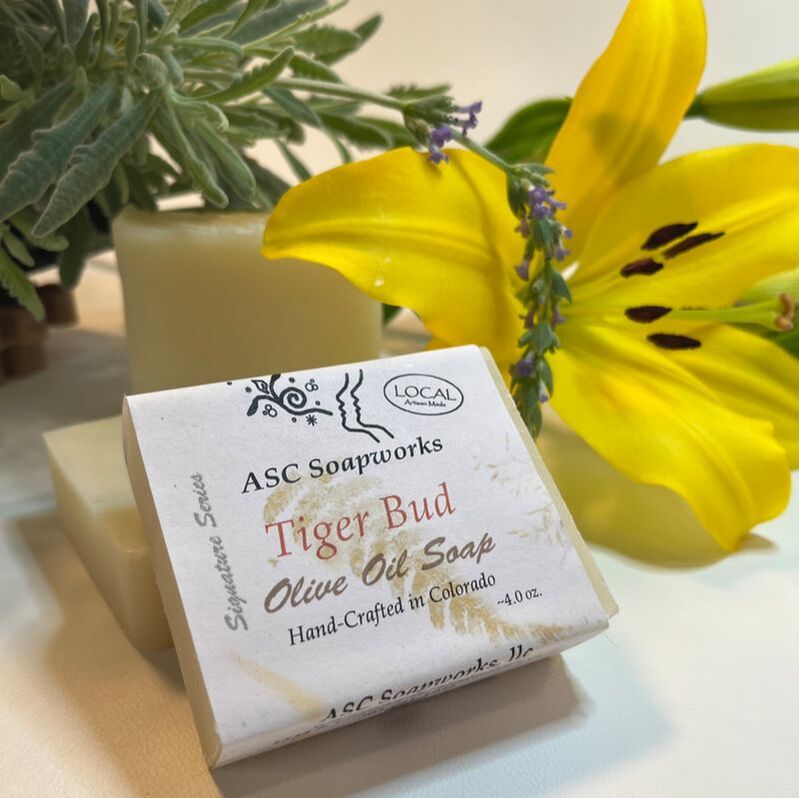 LOCAL
Artisan Made
ASC Soapworks
Signature Series
Tiger Bud
Olive Oil Soap
Hand-Crafted in Colorado
~4.0 oz.
ASC Soapworks, llc